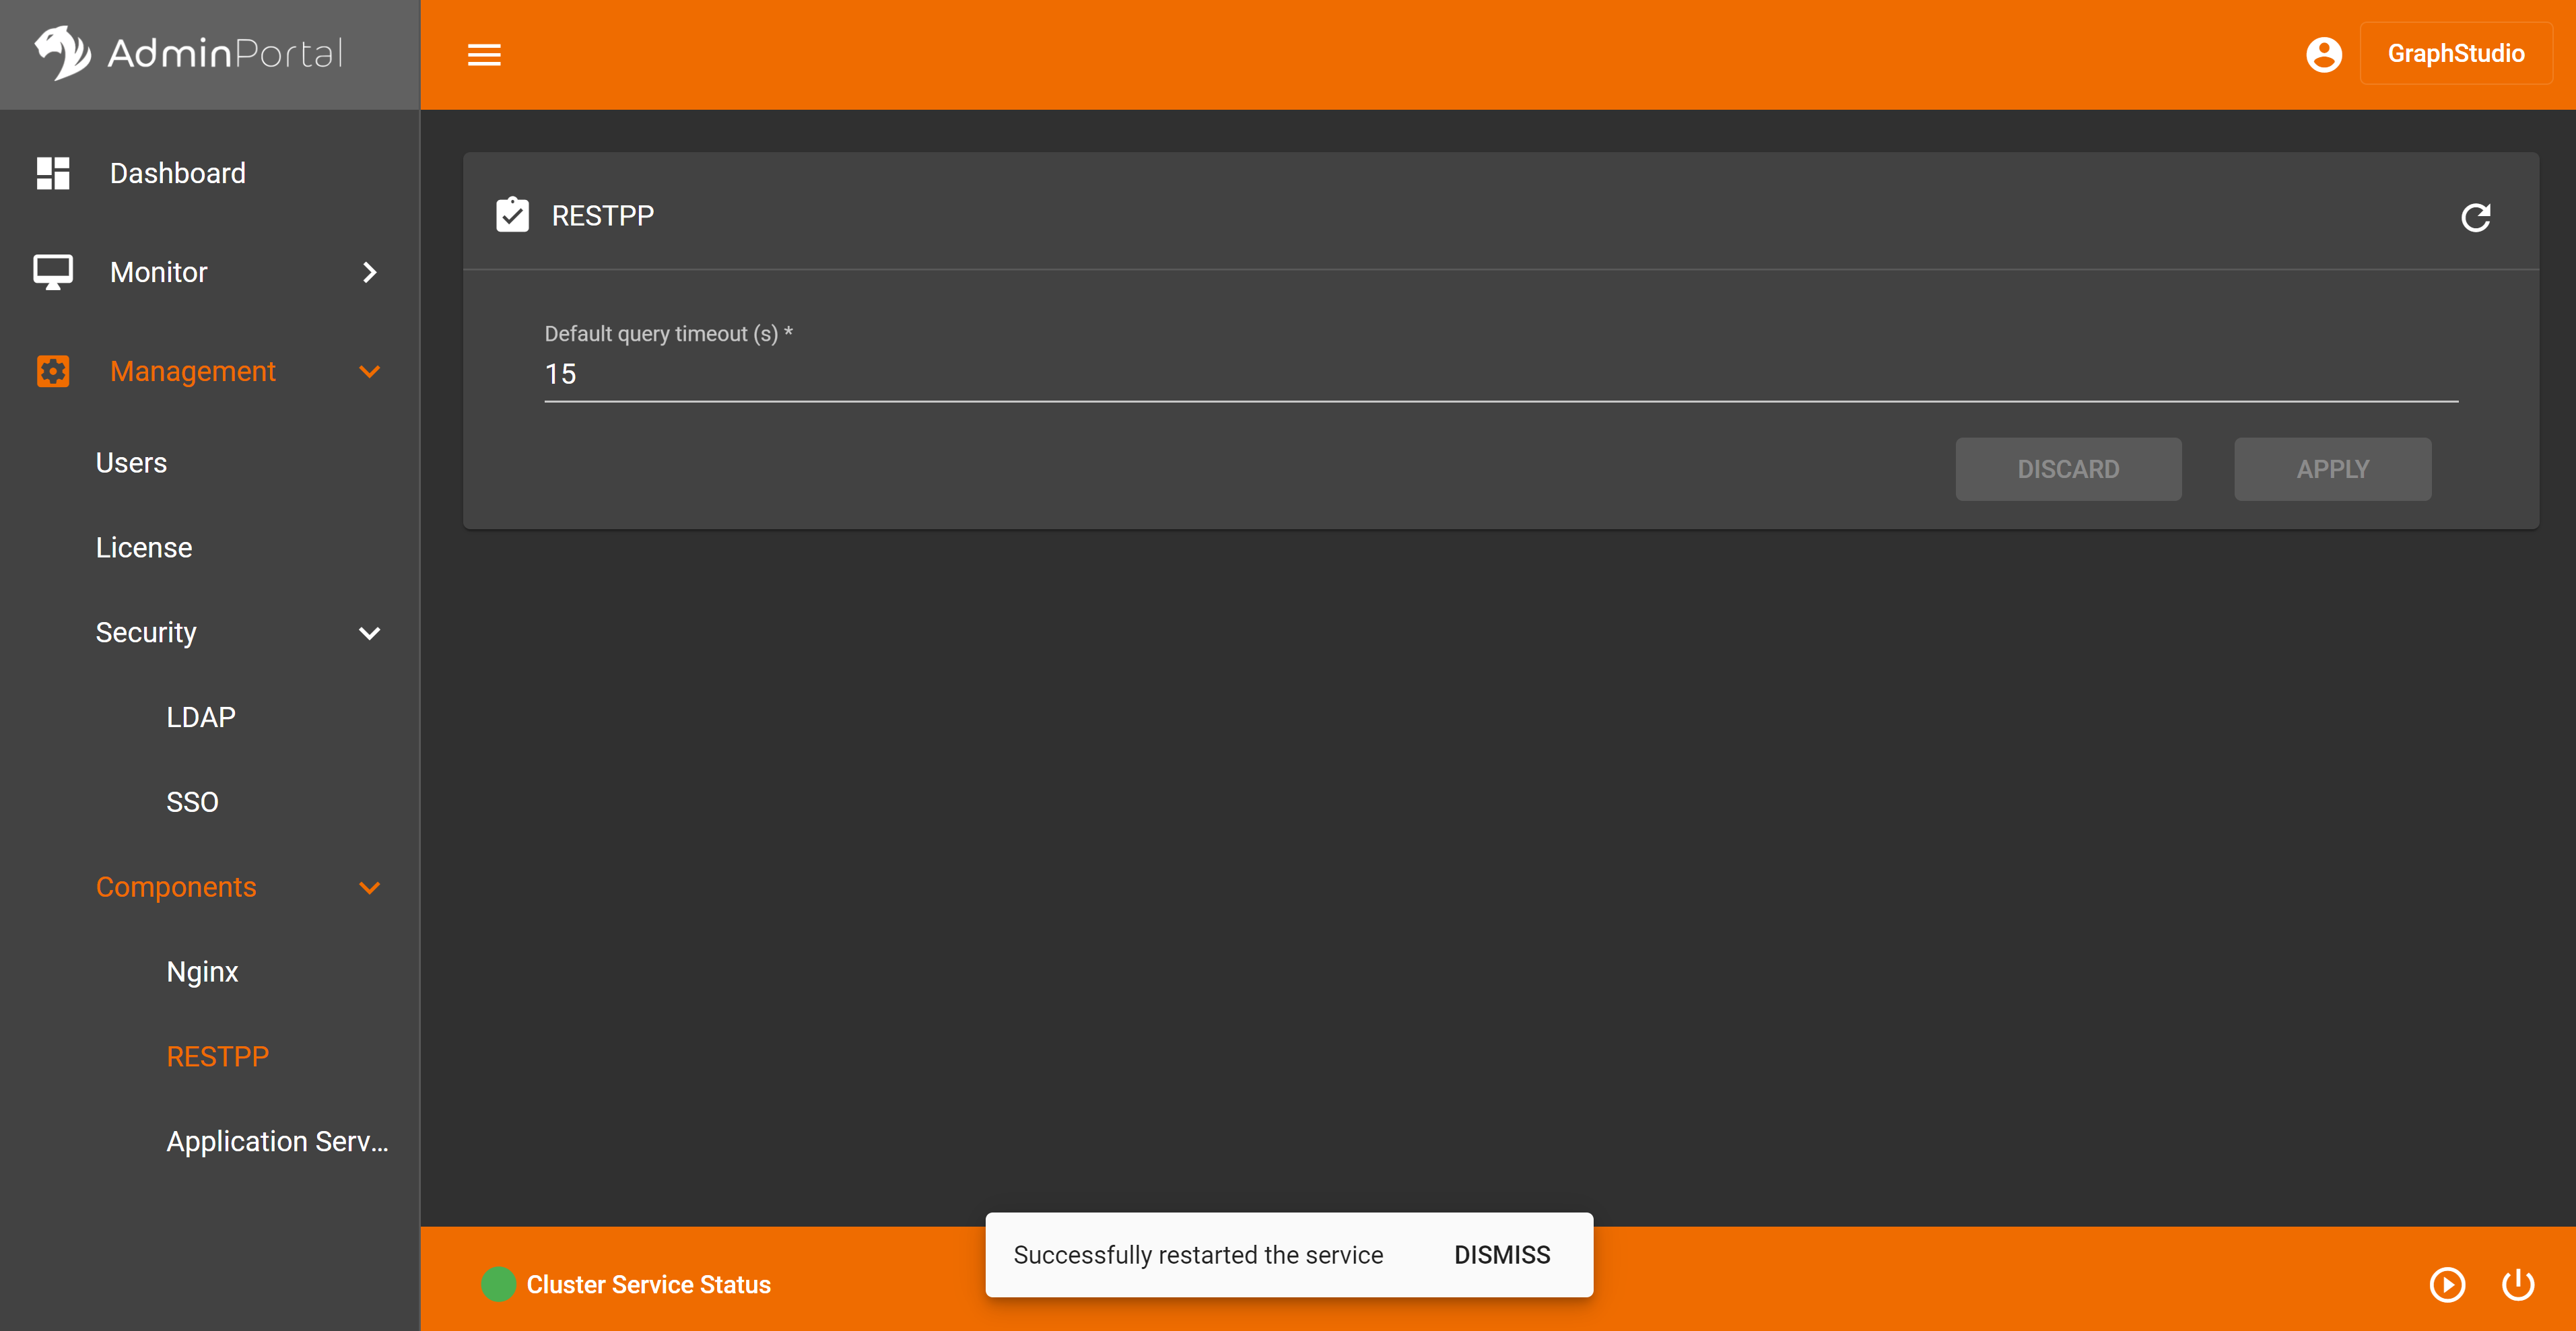 AdminPortal
GraphStudio
Dashboard
Monitor
Management
Users
License
Security
LDAP
SSO
Components
Nginx
RESTPP
Application Serv...
RESTPP
Default query timeout (s) *
15
DISCARD
APPLY
Successfully restarted the service
DISMISS
Cluster Service Status